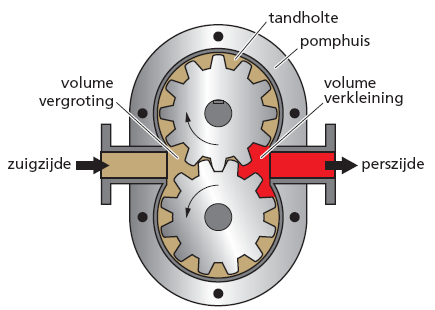 tandholte
pomphuis
volume
vergroting
volume
verkleining
zuigzijde
perszijde